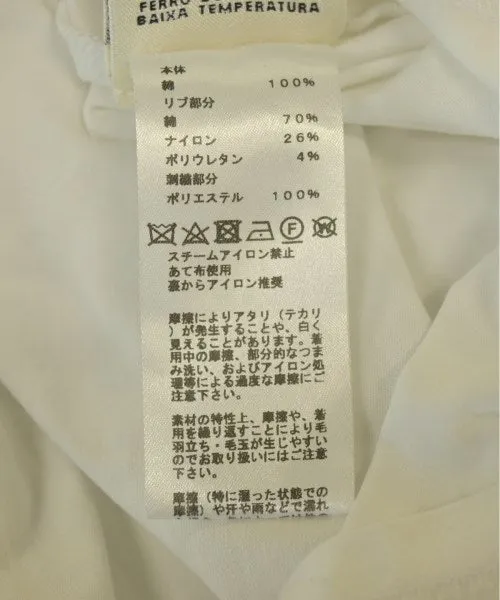 BAIXA TEMPERATURA
本体
綿 100%
リブ部分
綿 70%
ナイロン 26%
ポリウレタン 4%
刺繍部分
ポリエステル 100%
スチームアイロン禁止
あて布使用
裏からアイロン推奨
摩擦によりアタリ（テカリ
）が発生することや、白く
見えることがあります。着
用中の摩擦、部分的なつま
み洗い、およびアイロン処
理等による過度な摩擦にご
注意下さい。
素材の特性上、摩擦や、着
用を繰り返すことにより毛
羽立ち・毛玉が生じやすい
のでお取り扱いにはご注意
下さい。
摩擦（特に湿った状態での
摩擦）や汗や雨などで濡れ